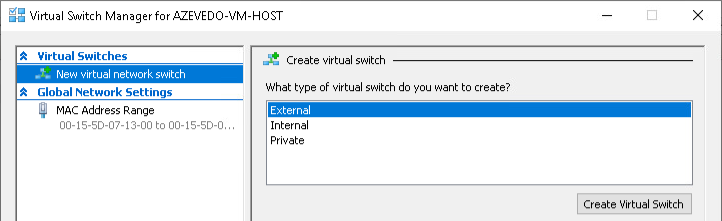 Virtual Switch Manager for AZEVEDO-VM-HOST
Virtual Switches
New virtual network switch
Global Network Settings
MAC Address Range
00-15-5D-07-13-00 to 00-15-5D-0...
Create virtual switch
What type of virtual switch do you want to create?
External
Internal
Private
Create Virtual Switch